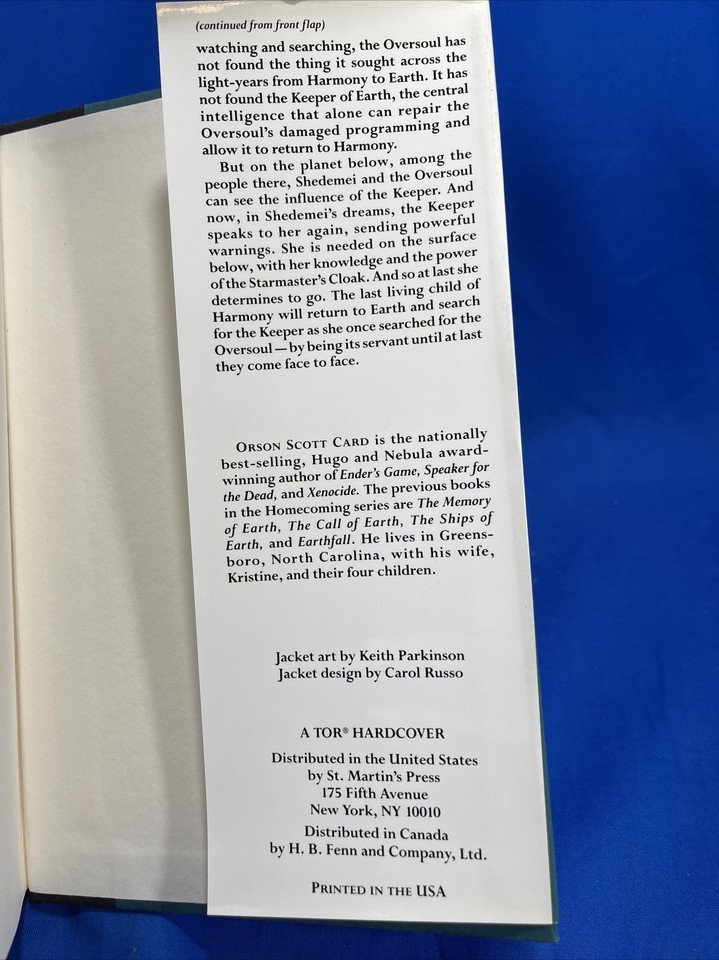 (continued from front flap)
watching and searching, the Oversoul has
not found the thing it sought across the
light-years from Harmony to Earth. It has
not found the Keeper of Earth, the central
intelligence that alone can repair the
Oversoul's damaged programming and
allow it to return to Harmony.
But on the planet below, among the
people there, Shedemei and the Oversoul
can see the influence of the Keeper. And
now, in Shedemei's dreams, the Keeper
speaks to her again, sending powerful
warnings. She is needed on the surface
below, with her knowledge and the power
of the Starmaster's Cloak. And so at last she
determines to go. The last living child of
Harmony will return to Earth and search
for the Keeper as she once searched for the
Oversoul—by being its servant until at last
they come face to face.
ORSON SCOTT CARD is the nationally
best-selling, Hugo and Nebula award-
winning author of Ender's Game, Speaker for
the Dead, and Xenocide. The previous books
in the Homecoming series are The Memory
of Earth, The Call of Earth, The Ships of
Earth, and Earthfall. He lives in Greens-
boro, North Carolina, with his wife,
Kristine, and their four children.
Jacket art by Keith Parkinson
Jacket design by Carol Russo
A TOR® HARDCOVER
Distributed in the United States
by St. Martin's Press
175 Fifth Avenue
New York, NY 10010
Distributed in Canada
by H. B. Fenn and Company, Ltd.
PRINTED IN THE USA